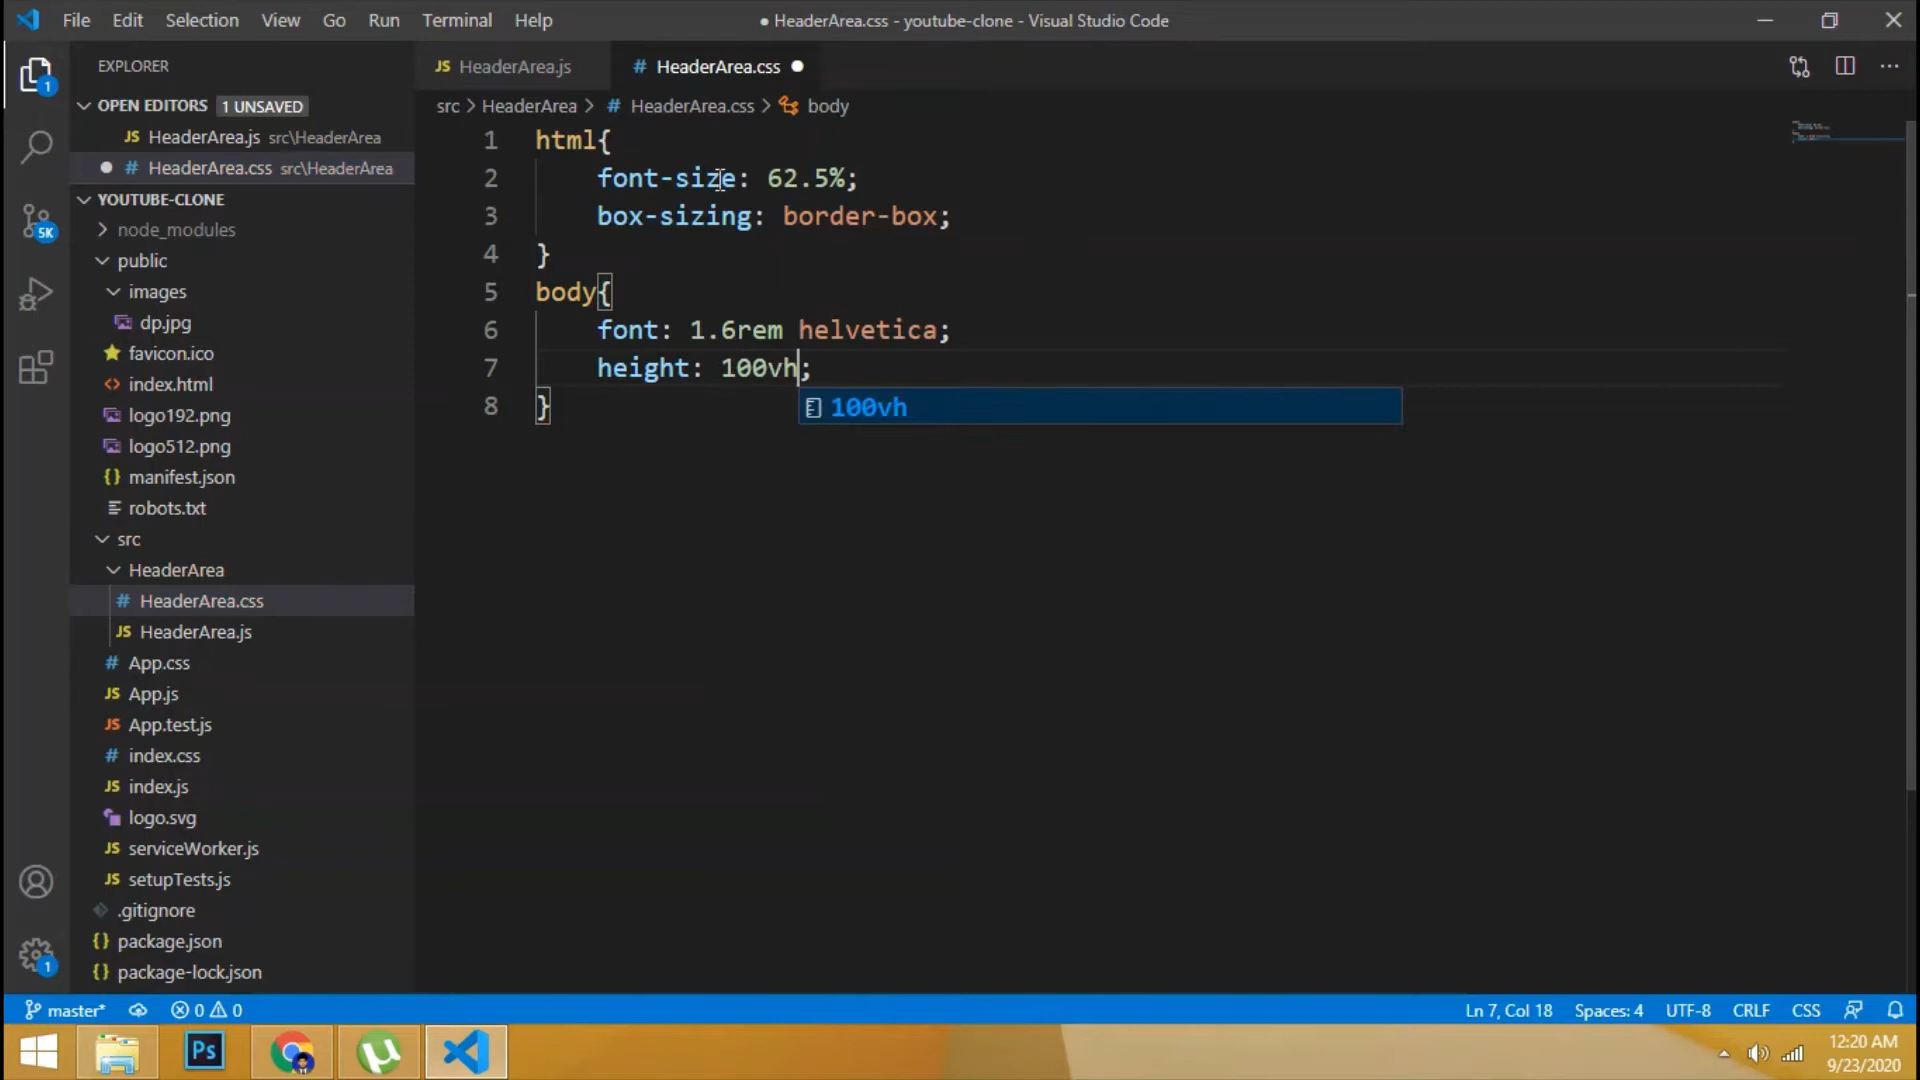 File Edit Selection View Go Run Terminal Help
● HeaderArea.css - youtube-clone - Visual Studio Code
EXPLORER
OPEN EDITORS 1 UNSAVED
JS HeaderArea.js src\HeaderArea
# HeaderArea.css src\HeaderArea
YOUTUBE-CLONE
node_modules
public
images
dp.jpg
favicon.ico
index.html
logo192.png
logo512.png
{} manifest.json
robots.txt
src
HeaderArea
# HeaderArea.css
JS HeaderArea.js
# App.css
JS App.js
JS App.test.js
# index.css
JS index.js
logo.svg
JS serviceWorker.js
JS setupTests.js
.gitignore
{} package.json
{} package-lock.json
1
5K
1
JS HeaderArea.js
# HeaderArea.css ●
src > HeaderArea > # HeaderArea.css > body
1 html{
2 font-size: 62.5%;
3 box-sizing: border-box;
4 }
5 body{
6 font: 1.6rem helvetica;
7 height: 100vh;
8 }
100vh
master* 0 0
Ln 7, Col 18 Spaces: 4 UTF-8 CRLF CSS
Ps
12:20 AM
9/23/2020